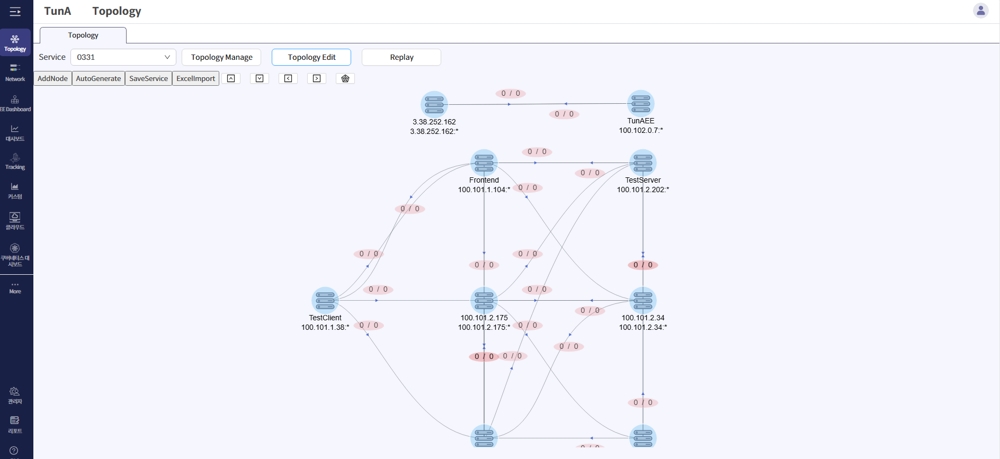 TunA Topology
Topology
Service 0331 Topology Manage Topology Edit Replay
AddNode AutoGenerate SaveService ExcelImport
Topology
Network
EE Dashboard
대시보드
Tracking
커스텀
클라우드
쿠버네티스 대
시보드
More
관리자
리포트
0 / 0
0 / 0
3.38.252.162
3.38.252.162:*
TunAEE
100.102.0.7:*
0 / 0
0 / 0
Frontend
100.101.1.104:*
0 / 0
TestServer
100.101.2.202:*
0 / 0
0 / 0
0 / 0
0 / 0
0 / 0
0 / 0
0 / 0
0 / 0
TestClient
100.101.1.38:*
100.101.2.175
100.101.2.175:*
100.101.2.34
100.101.2.34:*
0 / 0
0 / 0
0 / 0
0 / 0
0 / 0
0 / 0
0 / 0